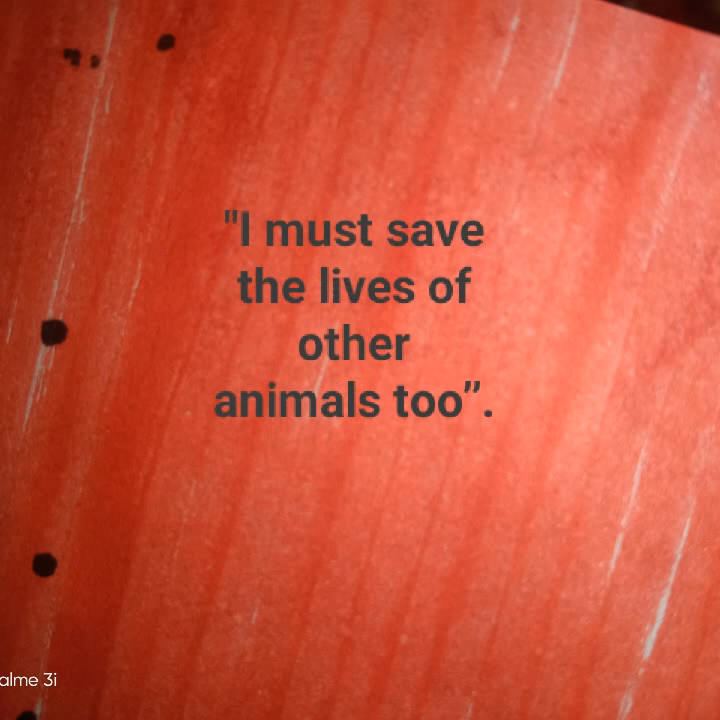 "I must save
the lives of
other
animals too”.
alme 3i